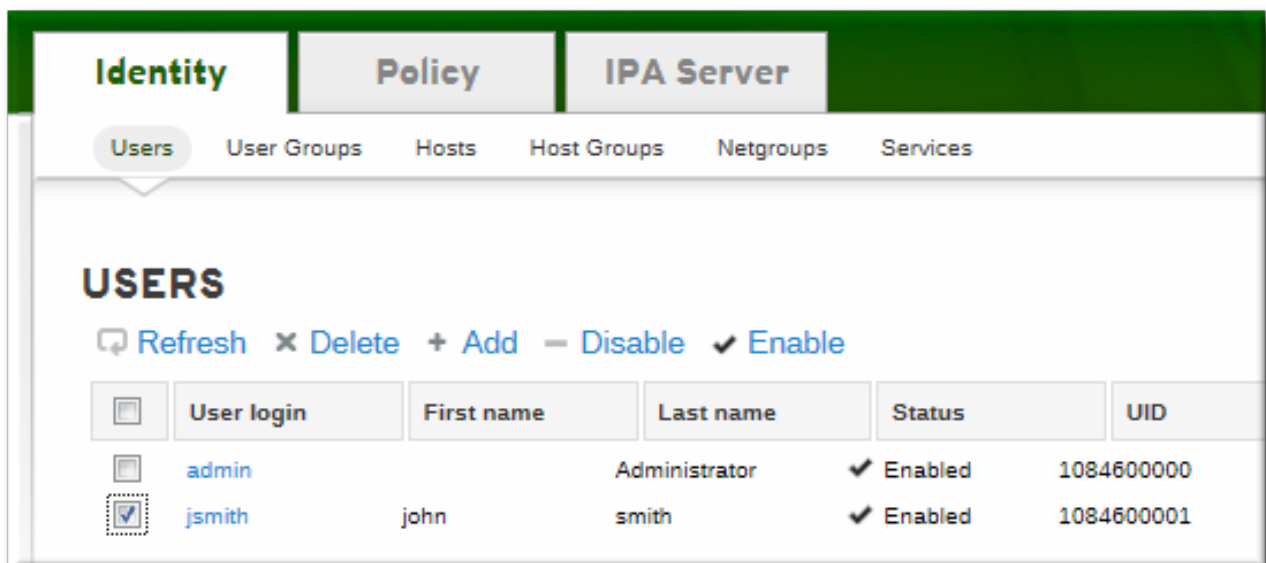 Identity Policy IPA Server
Users User Groups Hosts Host Groups Netgroups Services
USERS
Refresh Delete Add Disable Enable
User login First name Last name Status UID
admin Administrator Enabled 1084600000
jsmith john smith Enabled 1084600001